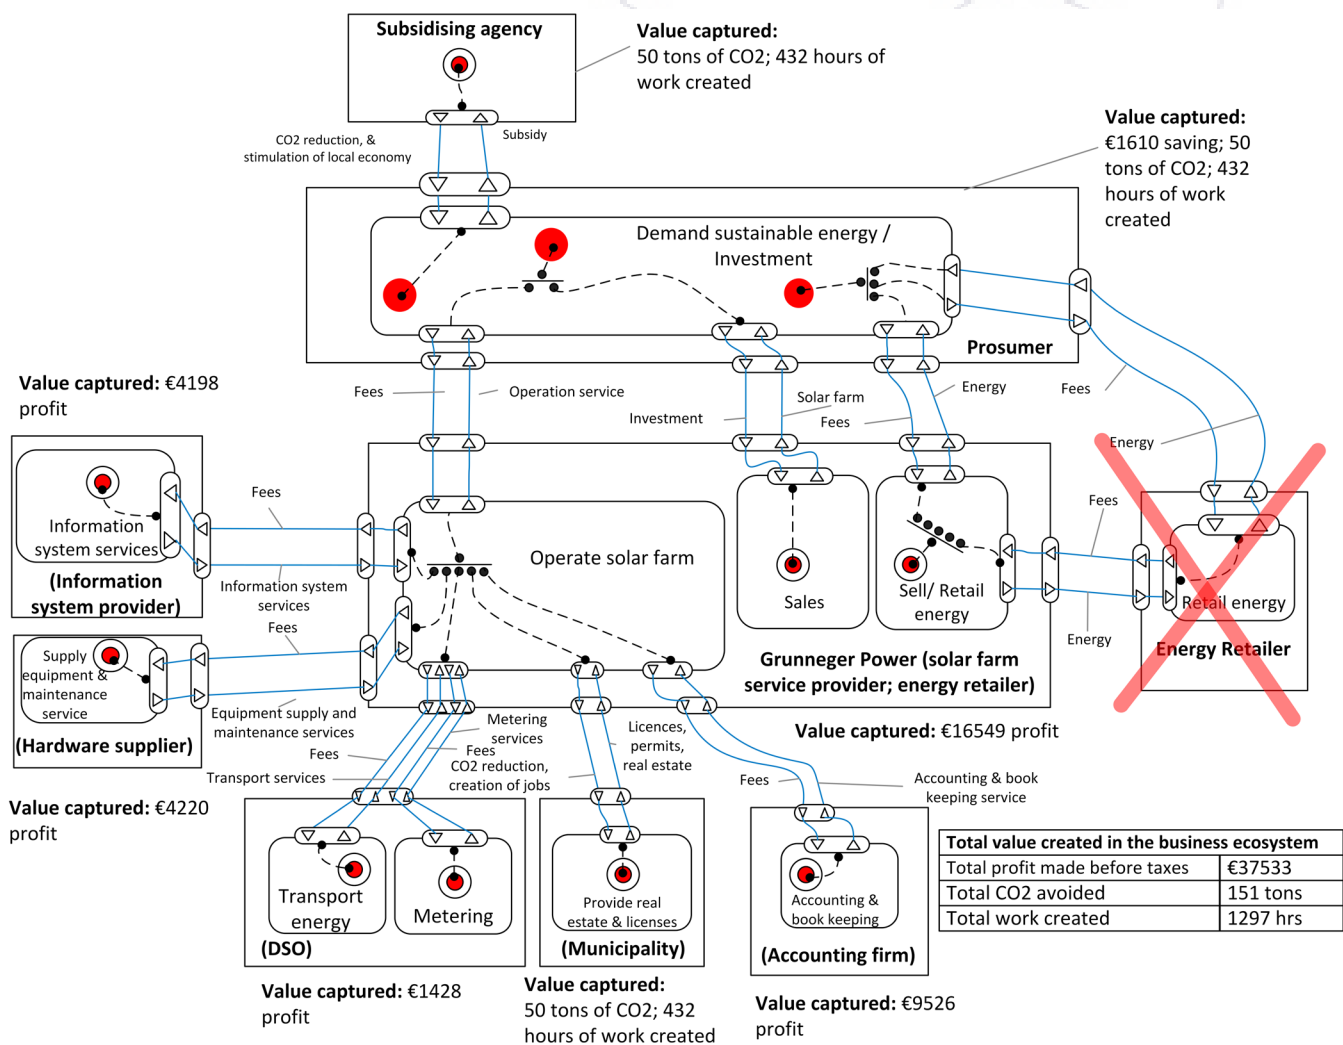 Subsidising agency
Value captured:
50 tons of CO2; 432 hours of
work created
CO2 reduction, &
stimulation of local economy
Subsidy
Value captured:
€1610 saving; 50
tons of CO2; 432
hours of work
created
Demand sustainable energy /
Investment
Prosumer
Value captured: €4198
profit
Fees
Operation service
Investment
Solar farm
Fees
Energy
Fees
Energy
Information
system services
(Information
system provider)
Fees
Information system
services
Fees
Operate solar farm
Sales
Sell/ Retail
energy
Fees
Energy
Retail energy
Energy Retailer
Supply
equipment &
maintenance
service
(Hardware supplier)
Equipment supply and
maintenance services
Grunneger Power (solar farm
service provider; energy retailer)
Value captured: €16549 profit
Value captured: €4220
profit
Fees
Transport services
Metering
services
Fees
CO2 reduction,
creation of jobs
Licences,
permits,
real estate
Fees
Accounting & book
keeping service
Transport
energy
Metering
(DSO)
Provide real
estate & licenses
(Municipality)
Accounting &
book keeping
(Accounting firm)
Total value created in the business ecosystem
Total profit made before taxes €37533
Total CO2 avoided 151 tons
Total work created 1297 hrs
Value captured: €1428
profit
Value captured:
50 tons of CO2; 432
hours of work created
Value captured: €9526
profit